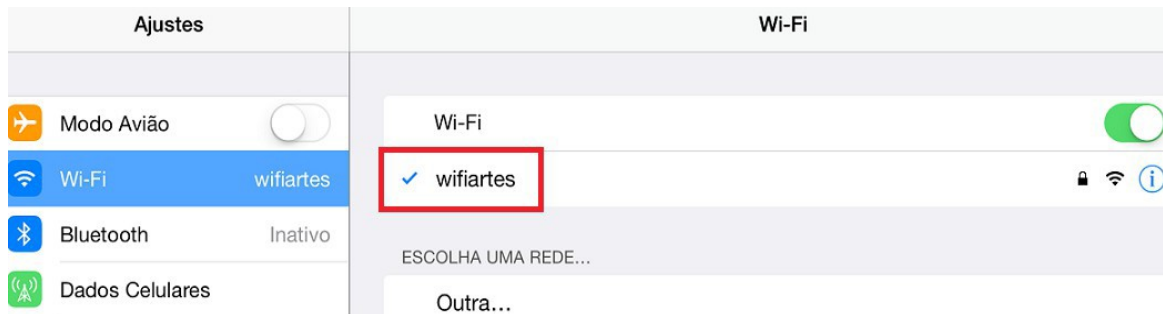 Ajustes
Modo Avião
Wi-Fi wifiartes
Bluetooth Inativo
Dados Celulares
Wi-Fi
Wi-Fi
wifiartes
ESCOLHA UMA REDE...
Outra...